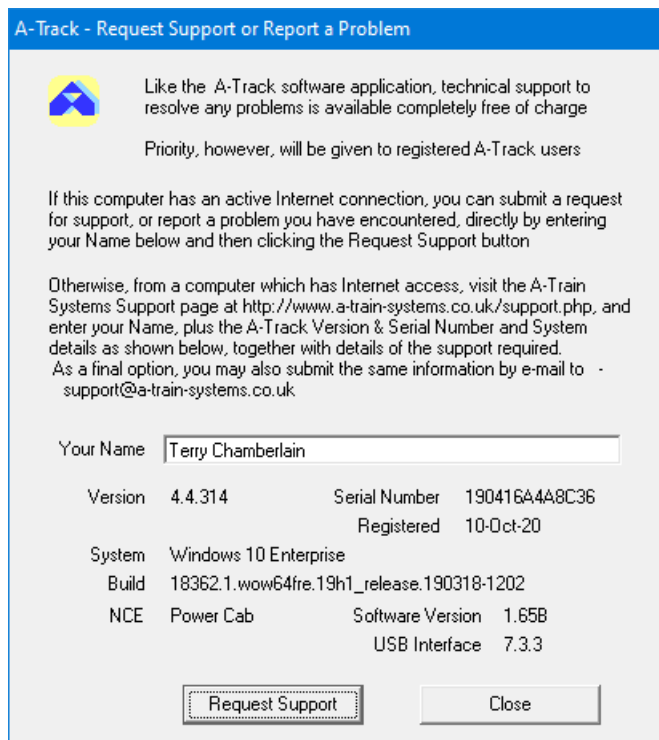 A-Track - Request Support or Report a Problem
Like the A-Track software application, technical support to
resolve any problems is available completely free of charge
Priority, however, will be given to registered A-Track users
If this computer has an active Internet connection, you can submit a request
for support, or report a problem you have encountered, directly by entering
your Name below and then clicking the Request Support button
Otherwise, from a computer which has Internet access, visit the A-Train
Systems Support page at http://www.a-train-systems.co.uk/support.php, and
enter your Name, plus the A-Track Version & Serial Number and System
details as shown below, together with details of the support required.
As a final option, you may also submit the same information by e-mail to -
support@a-train-systems.co.uk
Your Name Terry Chamberlain
Version 4.4.314 Serial Number 190416A4A8C36
Registered 10-Oct-20
System Windows 10 Enterprise
Build 18362.1.wow64fre.19h1_release.190318-1202
NCE Power Cab Software Version 1.65B
USB Interface 7.3.3
Request Support Close